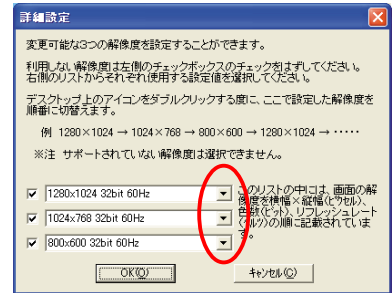 詳細設定
変更可能な3つの解像度を設定することができます。
利用しない解像度は左側のチェックボックスのチェックをはずしてください。
右側のリストからそれぞれ使用する設定値を選択してください。
デスクトップ上のアイコンをダブルクリックする度に、ここで設定した解像度を
順番に切替えます。
例 1280×1024 → 1024×768 → 800×600 → 1280×1024 → ‥‥‥
※注 サポートされていない解像度は選択できません。
1280x1024 32bit 60Hz
1024x768 32bit 60Hz
800x600 32bit 60Hz
このリストの中には、画面の解
像度を横幅×縦幅(ピクセル)、
色数(ビット)、リフレッシュレート
(ヘルツ)の順に記載されていま
す。
OK(O)
キャンセル(C)